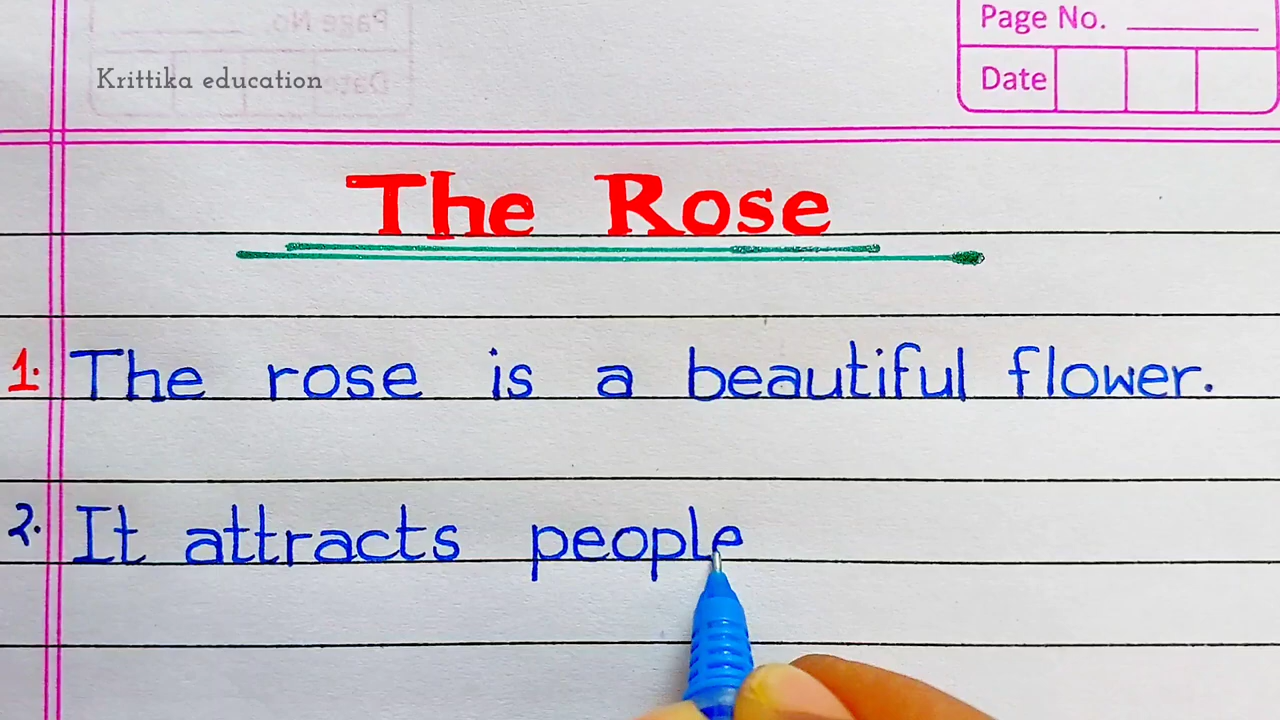 Page No.
Krittika education
Date
The Rose
1. The rose is a beautiful flower.
2. It attracts people